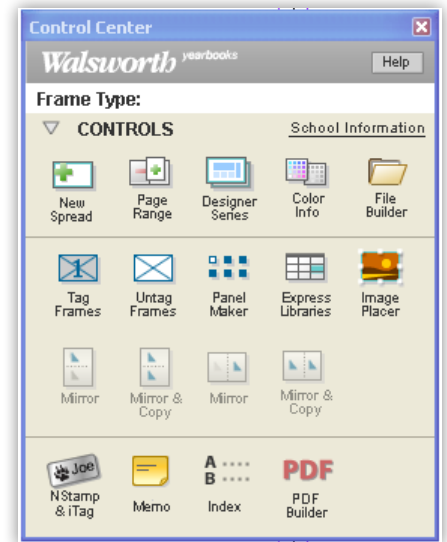 Control Center
Walsworth yearbooks
Help
Frame Type:
CONTROLS School Information
New Spread
Page Range
Designer Series
Color Info
File Builder
1
Tag Frames
Untag Frames
Panel Maker
Express Libraries
Image Placer
Mirror
Mirror & Copy
Mirror
Mirror & Copy
Joe
NStamp & iTag
Memo
A
B
Index
PDF
PDF Builder